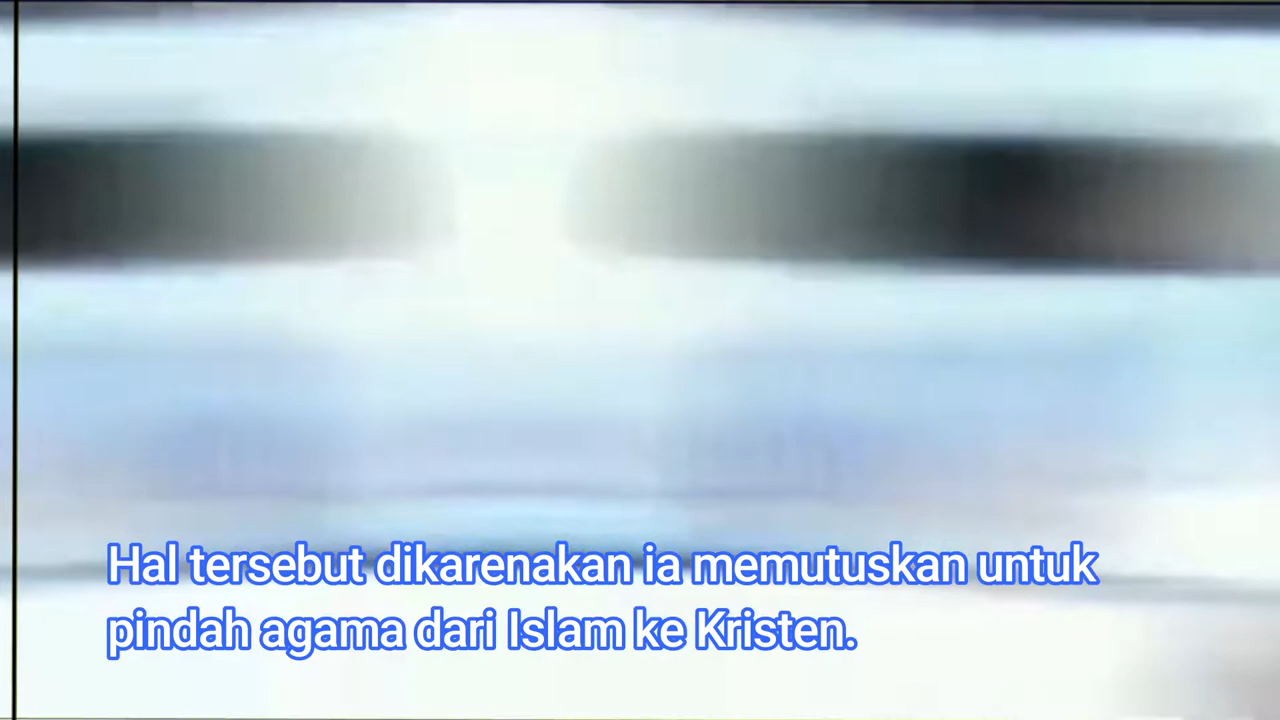 Hal tersebut dikarenakan ia memutuskan untuk
pindah agama dari Islam ke Kristen.